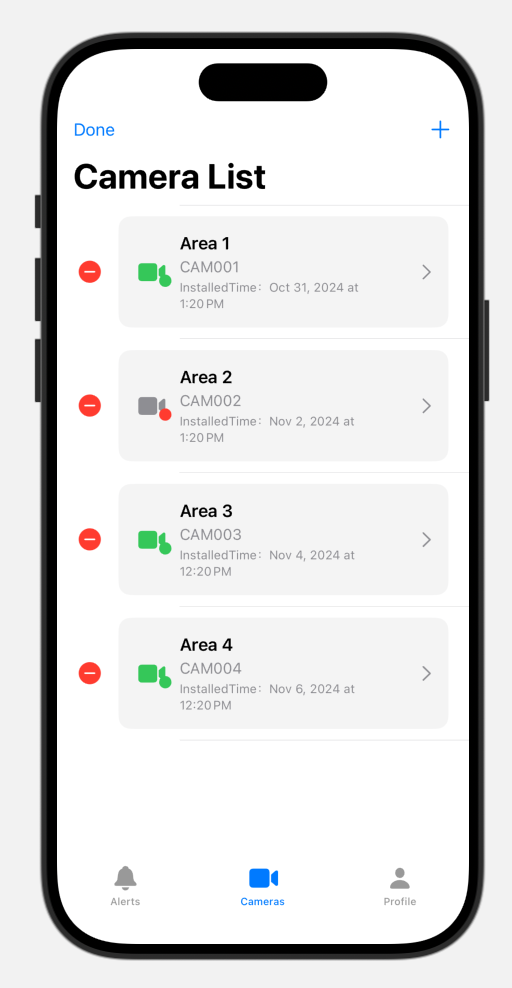 Done
Camera List
Area 1
CAM001
InstalledTime: Oct 31, 2024 at
1:20 PM
Area 2
CAM002
InstalledTime: Nov 2, 2024 at
1:20 PM
Area 3
CAM003
InstalledTime: Nov 4, 2024 at
12:20 PM
Area 4
CAM004
InstalledTime: Nov 6, 2024 at
12:20 PM
Alerts
Cameras
Profile